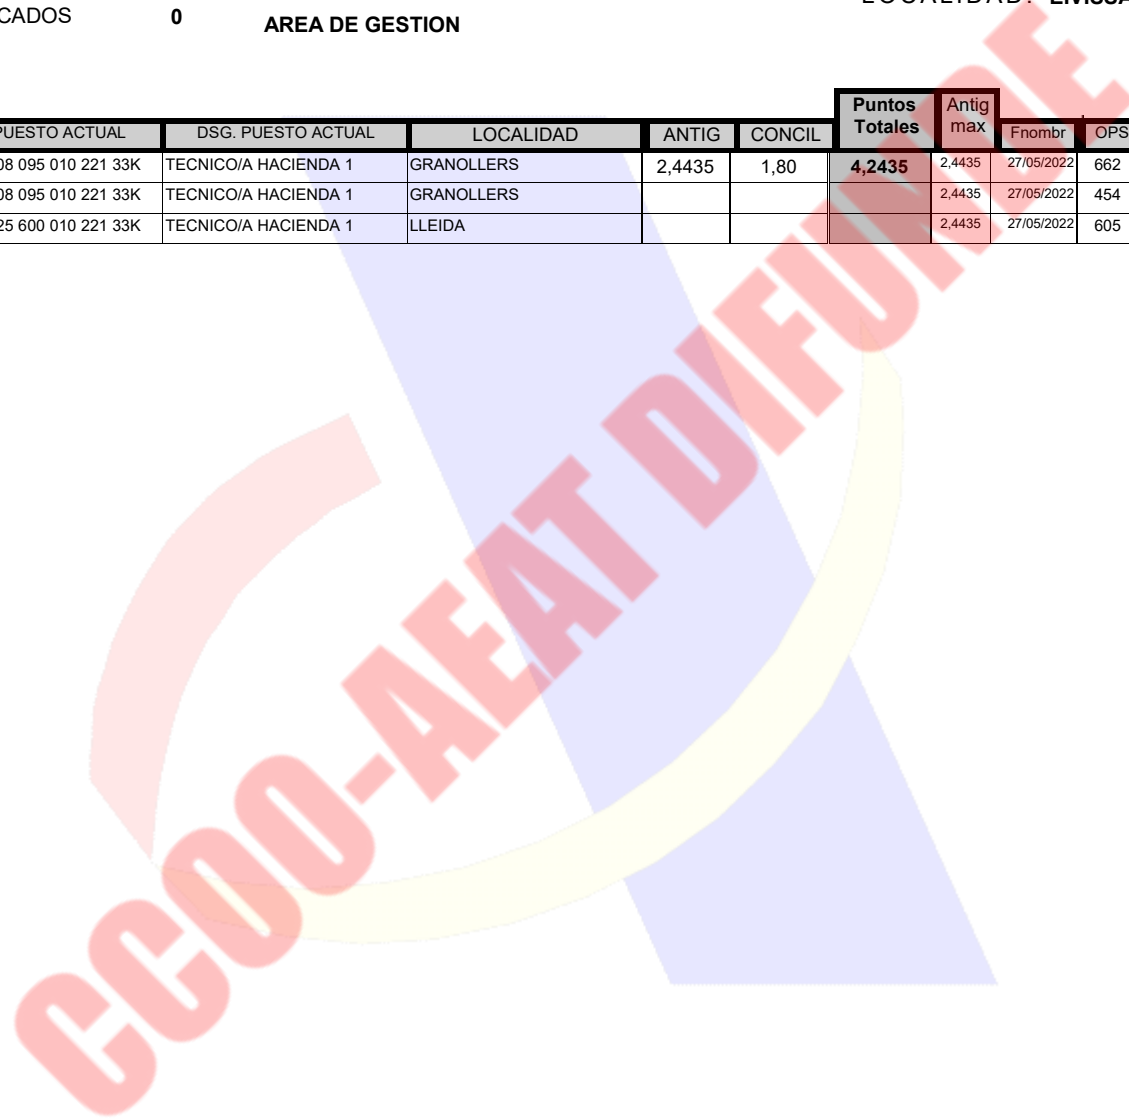 CADOS 0 AREA DE GESTION LOCALIDAD:
PUESTO ACTUAL DSG. PUESTO ACTUAL LOCALIDAD ANTIG CONCIL Puntos Totales Antig max Fnombr OPS
08 095 010 221 33K TECNICO/A HACIENDA 1 GRANOLLERS 2,4435 1,80 4,2435 2,4435 27/05/2022 662
08 095 010 221 33K TECNICO/A HACIENDA 1 GRANOLLERS 2,4435 27/05/2022 454
25 600 010 221 33K TECNICO/A HACIENDA 1 LLEIDA 2,4435 27/05/2022 605
CCOO-AEAT DIFUNDE